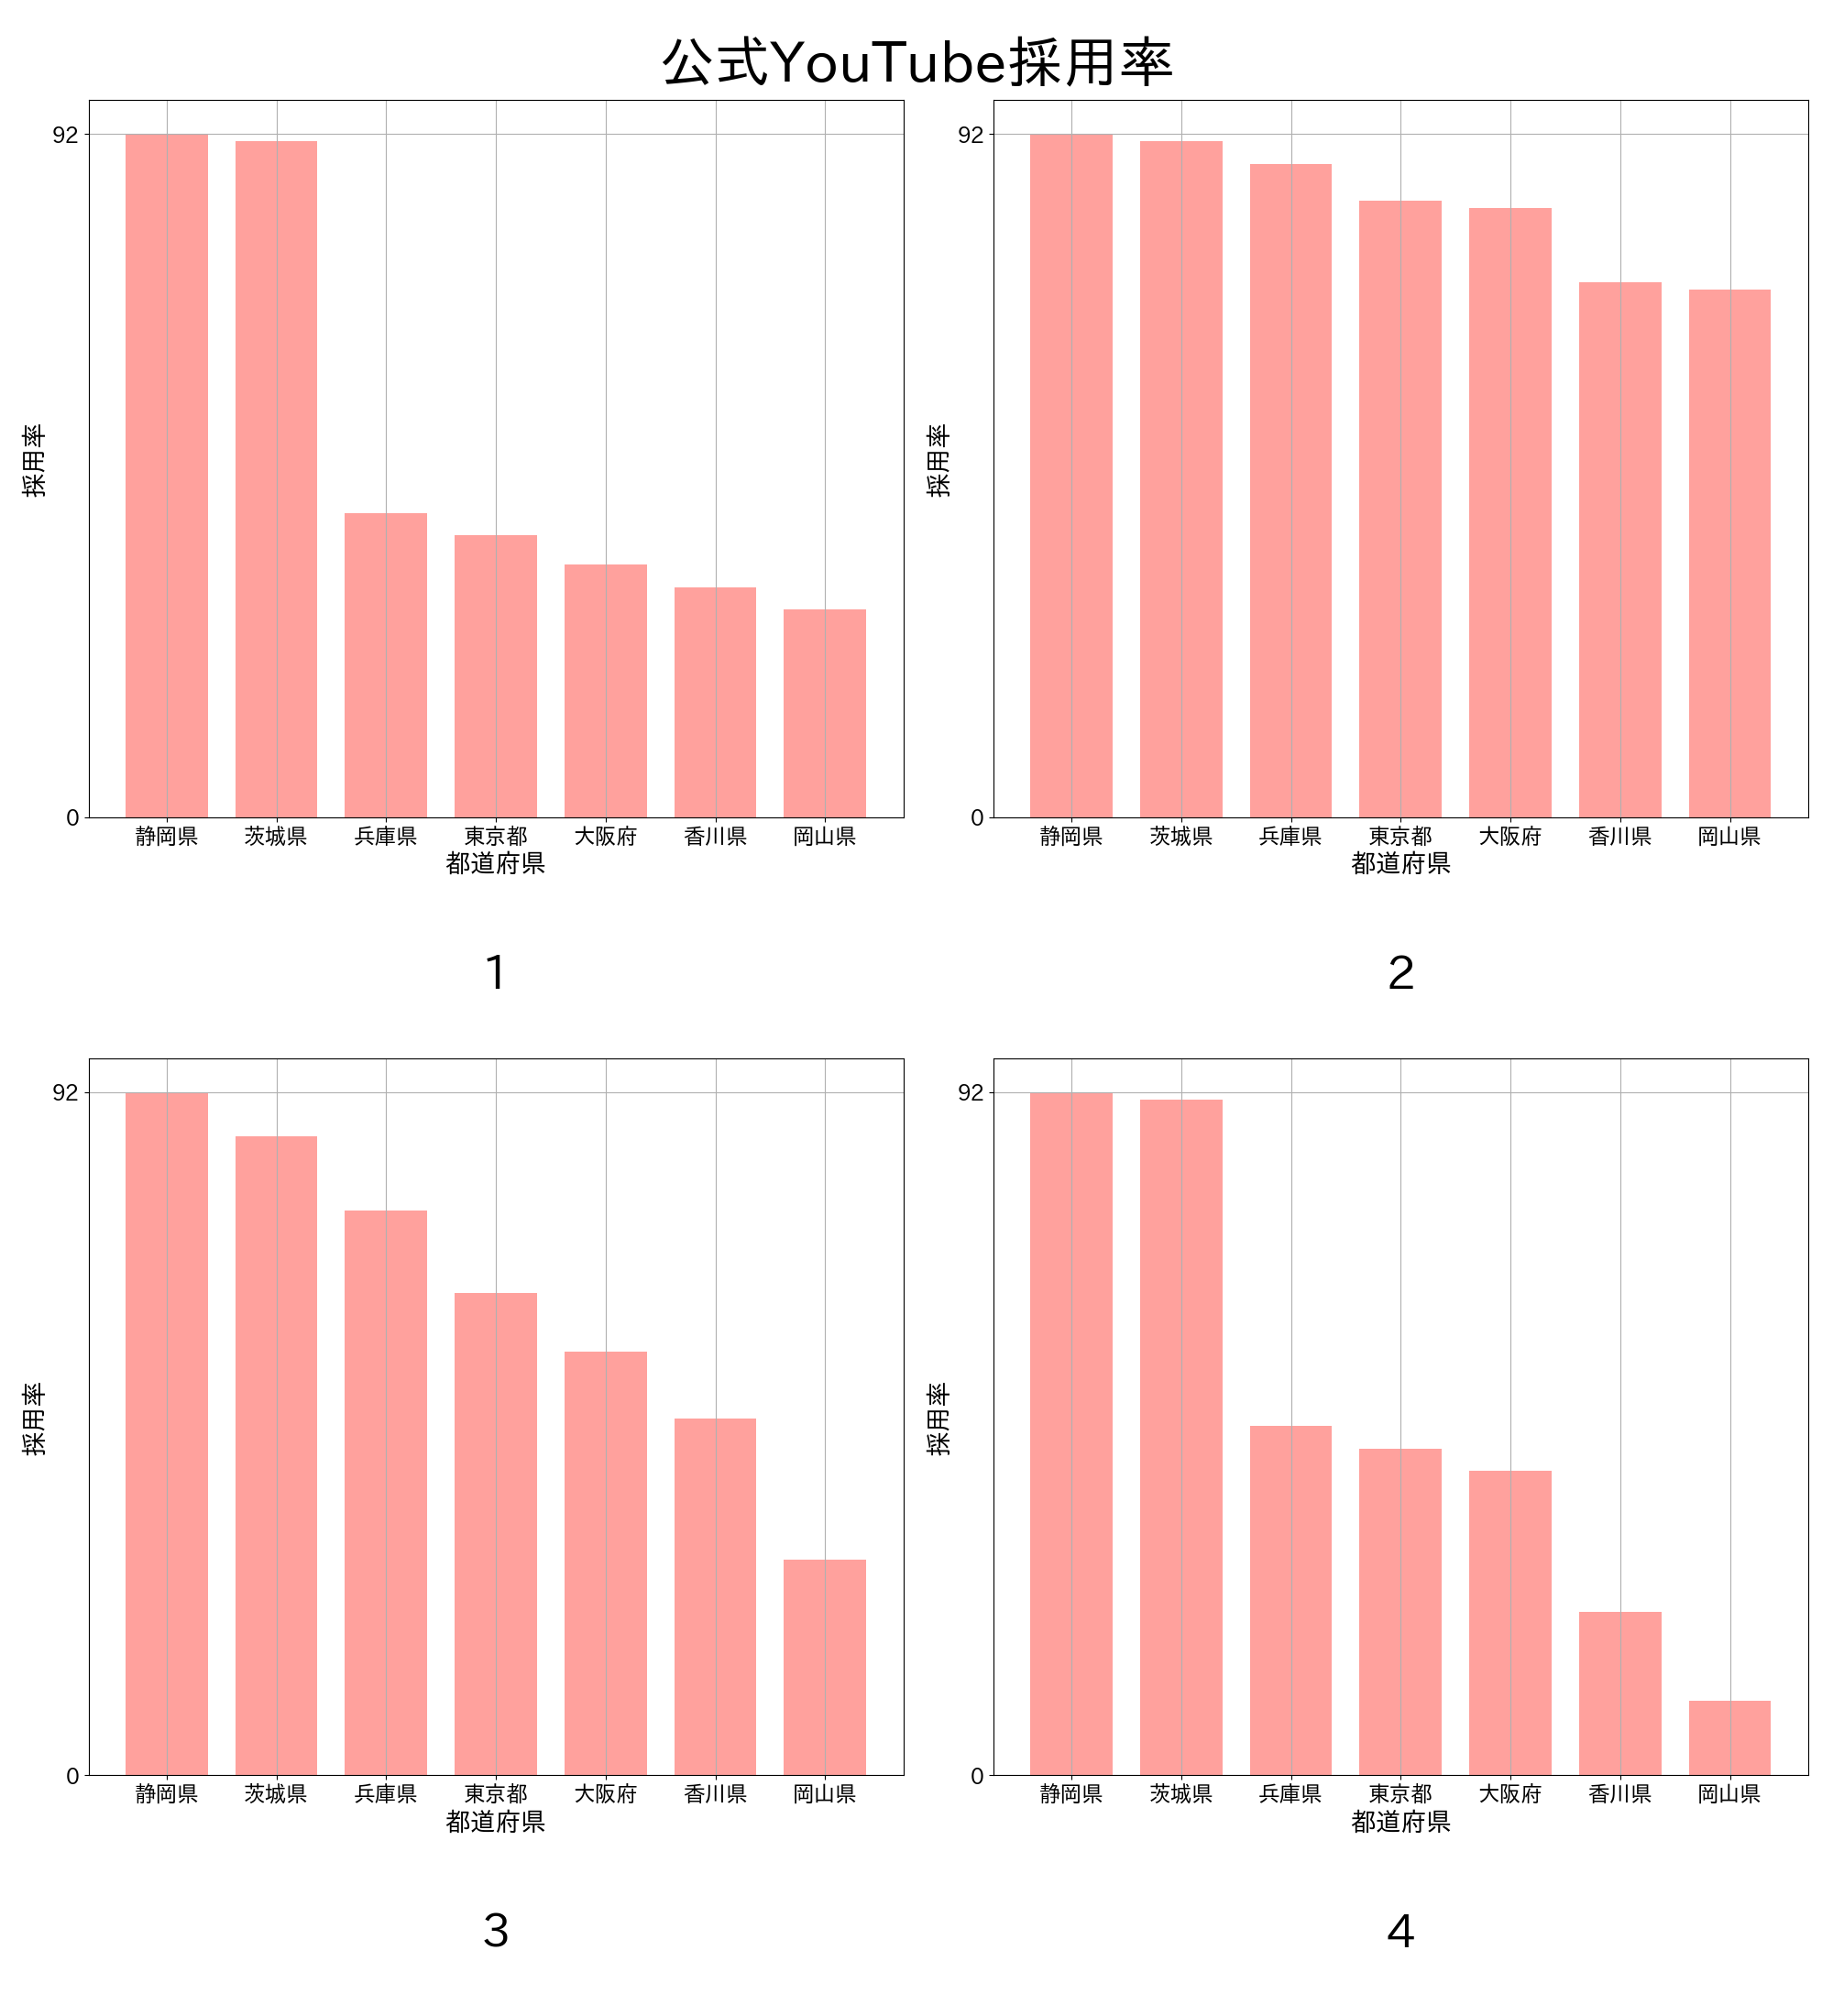 公式YouTube採用率
92
0
採用率
静岡県 茨城県 兵庫県 東京都 大阪府 香川県 岡山県
都道府県
1
92
0
採用率
静岡県 茨城県 兵庫県 東京都 大阪府 香川県 岡山県
都道府県
2
92
0
採用率
静岡県 茨城県 兵庫県 東京都 大阪府 香川県 岡山県
都道府県
3
92
0
採用率
静岡県 茨城県 兵庫県 東京都 大阪府 香川県 岡山県
都道府県
4